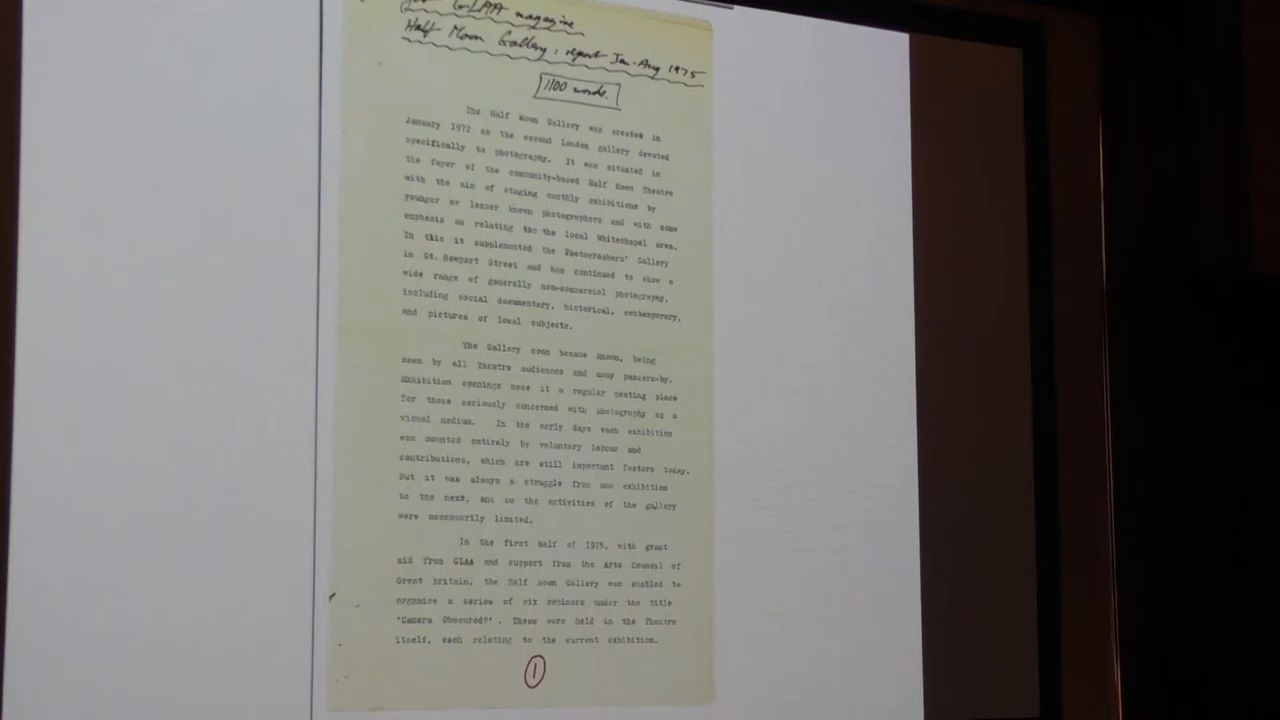 for GLAA magazine
Half Moon Gallery, report Jan-Aug 1975
1100 words.
The Half Moon Gallery was created in
January 1972 as the second London gallery devoted
specifically to photography. It was situated in
the foyer of the community-based Half Moon Theatre
with the aim of staging monthly exhibitions by
younger or lesser known photographers and with some
emphasis on relating the the local Whitechapel area.
In this it supplemented the Photographers' Gallery
in Gt. Newport Street and has continued to show a
wide range of generally non-commercial photography,
including social documentary, historical, contemporary,
and pictures of local subjects.
The Gallery soon became known, being
seen by all Theatre audiences and many passers-by.
Exhibition openings made it a regular meeting place
for those seriously concerned with photography as a
visual medium. In the early days each exhibition
was mounted entirely by voluntary labour and
contributions, which are still important factors today.
But it was always a struggle from one exhibition
to the next, and so the activities of the gallery
were necessarily limited.
In the first half of 1975, with grant
aid from GLAA and support from the Arts Council of
Great Britain, the Half Moon Gallery was enabled to
organize a series of six seminars under the title
'Camera Obscured?'. These were held in the Theatre
itself, each relating to the current exhibition.
1